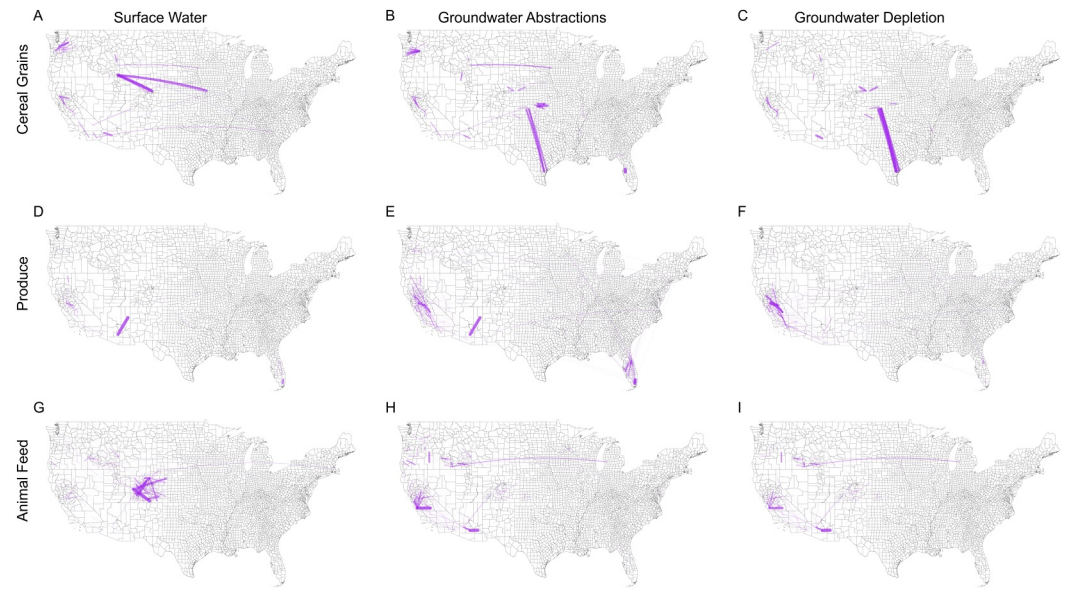 A Surface Water
B Groundwater Abstractions
C Groundwater Depletion
Cereal Grains
D
E
F
Produce
G
H
I
Animal Feed